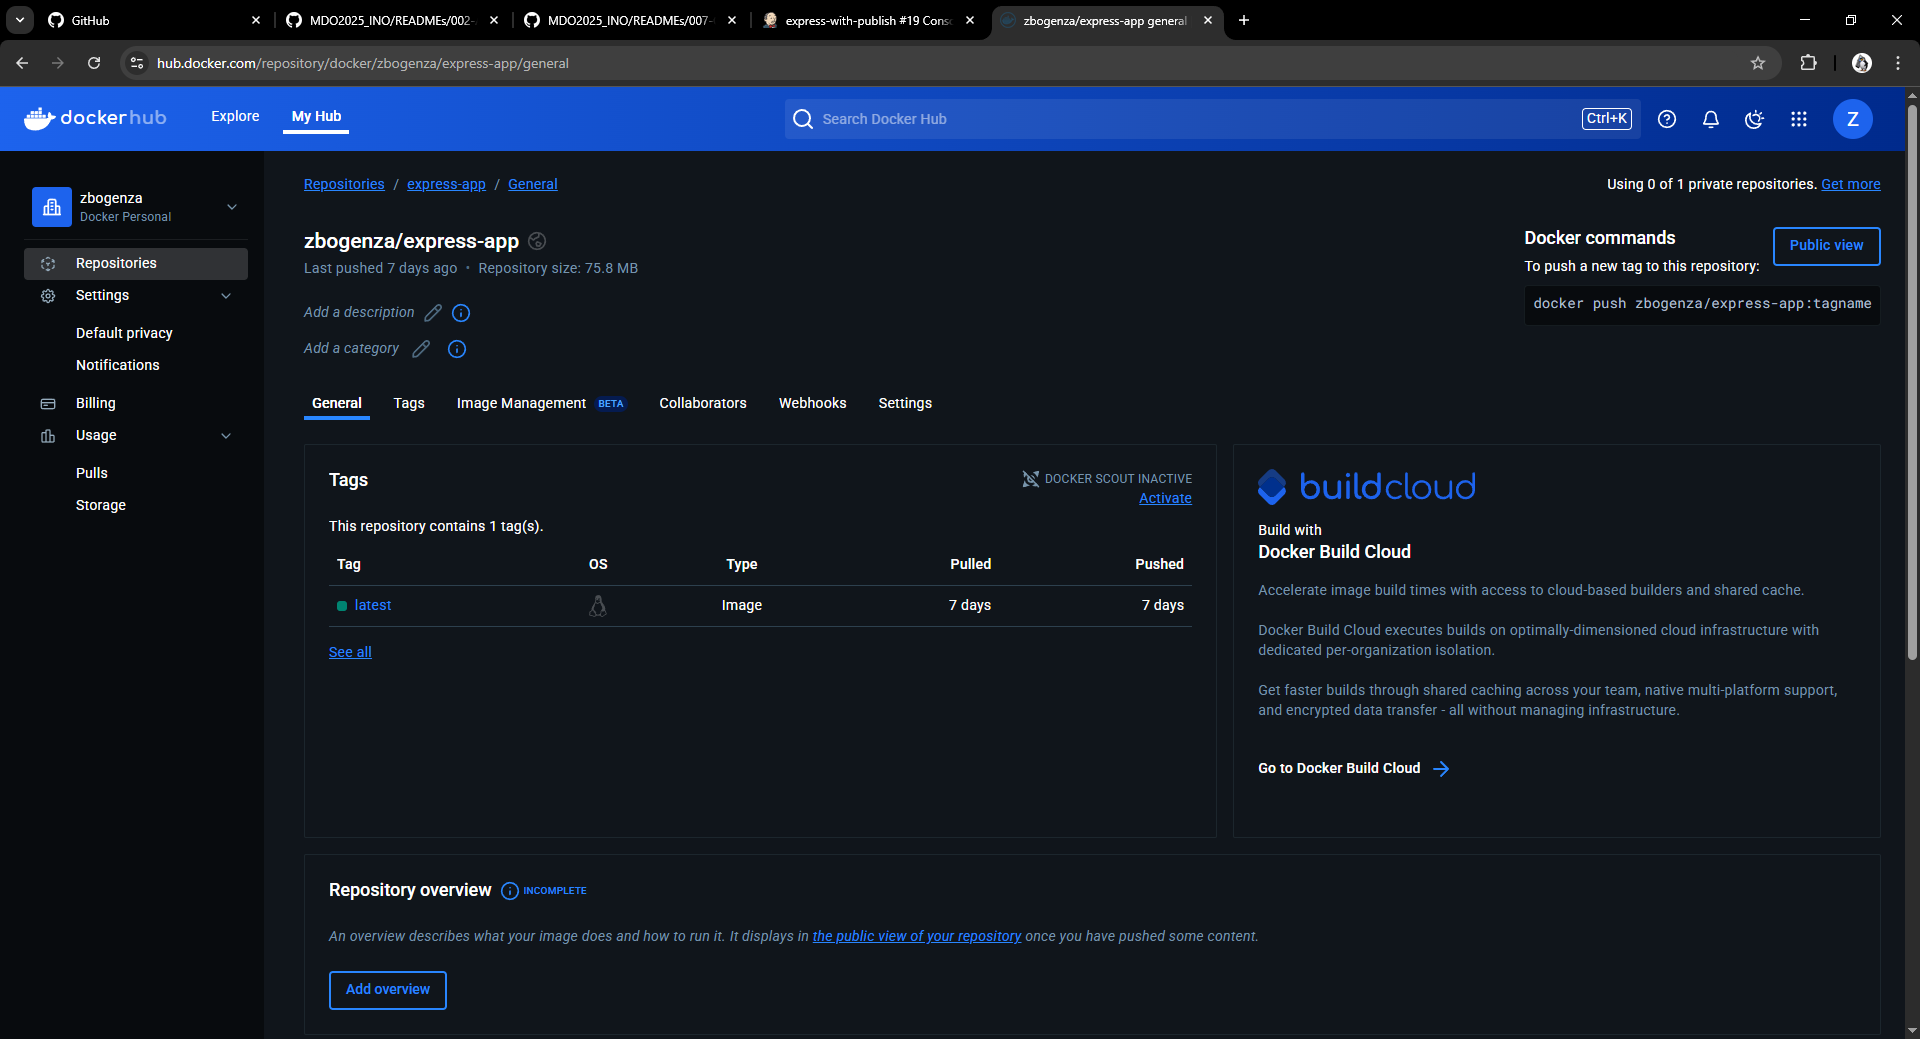 GitHub
MDO2025_INO/READMEs/002-
MDO2025_INO/READMEs/007-
express-with-publish #19 Conso
zbogenza/express-app general
hub.docker.com/repository/docker/zbogenza/express-app/general
dockerhub
Explore
My Hub
Search Docker Hub
Ctrl+K
Z
zbogenza
Docker Personal
Repositories
Settings
Default privacy
Notifications
Billing
Usage
Pulls
Storage
Repositories / express-app / General
Using 0 of 1 private repositories. Get more
zbogenza/express-app
Last pushed 7 days ago • Repository size: 75.8 MB
Add a description
Add a category
Docker commands
Public view
To push a new tag to this repository:
docker push zbogenza/express-app:tagname
General Tags Image Management BETA Collaborators Webhooks Settings
Tags
DOCKER SCOUT INACTIVE
Activate
This repository contains 1 tag(s).
Tag OS Type Pulled Pushed
latest Image 7 days 7 days
See all
buildcloud
Build with
Docker Build Cloud
Accelerate image build times with access to cloud-based builders and shared cache.
Docker Build Cloud executes builds on optimally-dimensioned cloud infrastructure with
dedicated per-organization isolation.
Get faster builds through shared caching across your team, native multi-platform support,
and encrypted data transfer - all without managing infrastructure.
Go to Docker Build Cloud
Repository overview INCOMPLETE
An overview describes what your image does and how to run it. It displays in the public view of your repository once you have pushed some content.
Add overview